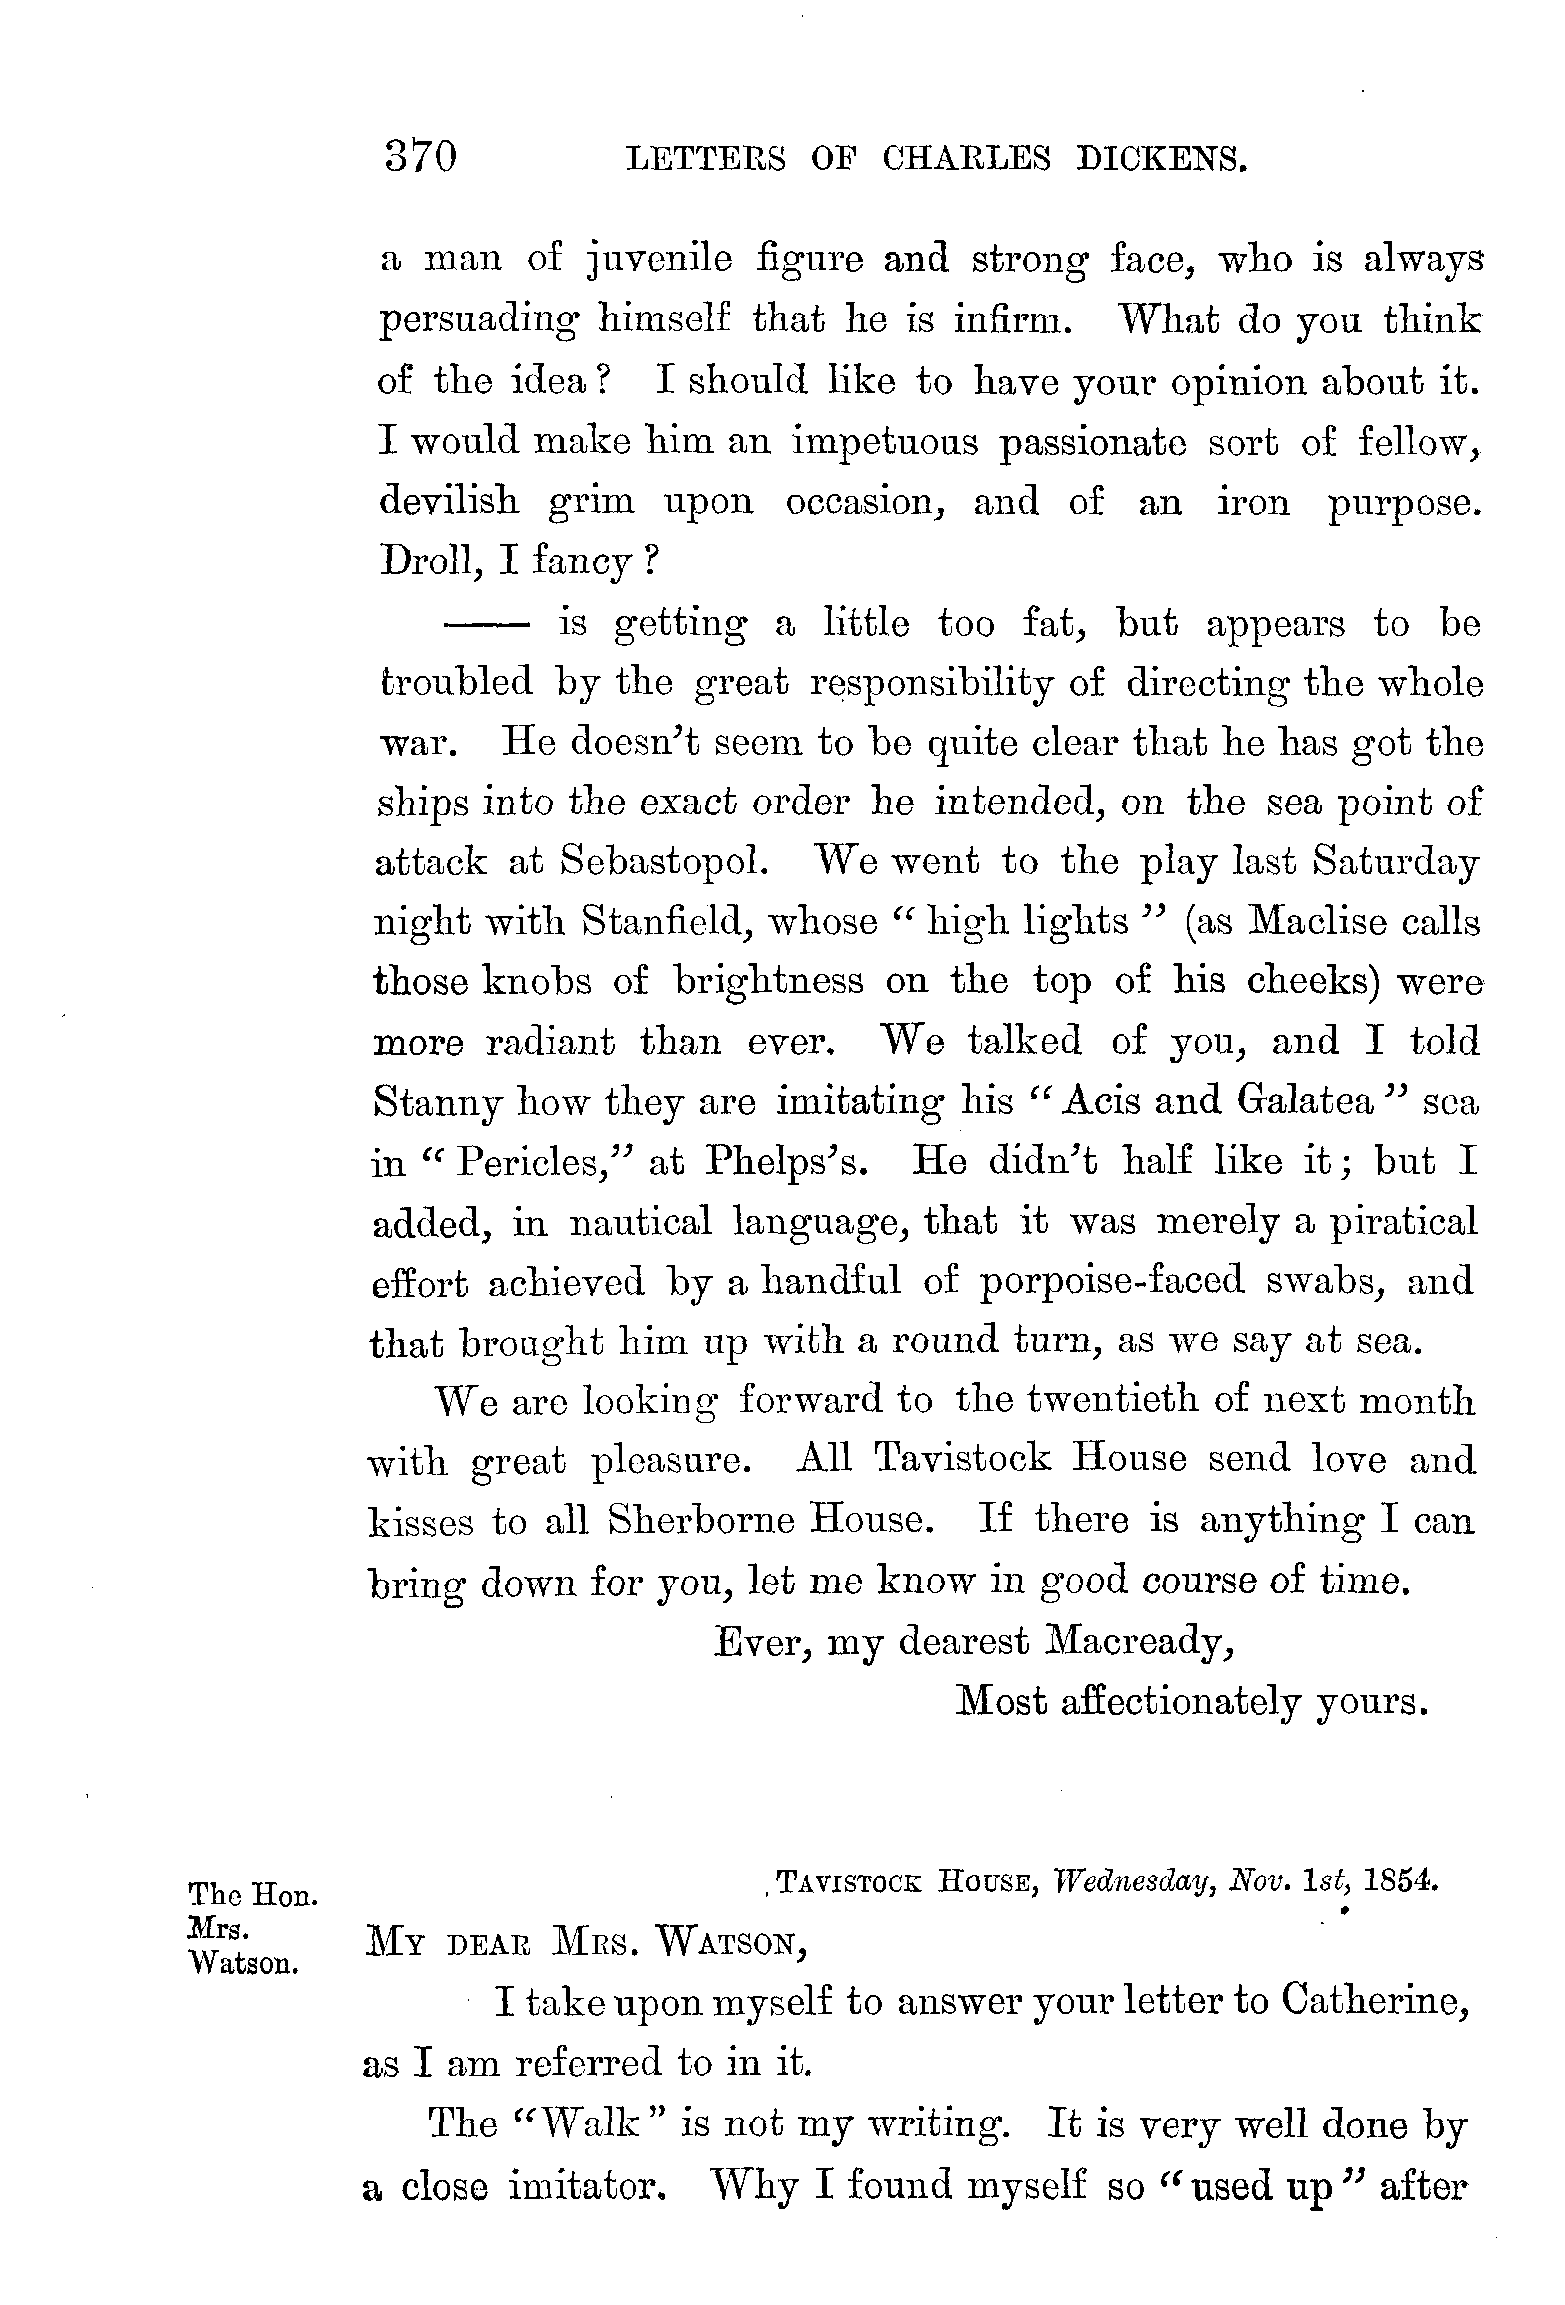 370 LETTERS OF CHARLES DICKENS.
a man of juvenile figure and strong face, who is always
persuading himself that he is infirm. What do you think
of the idea? I should like to have your opinion about it.
I would make him an impetuous passionate sort of fellow,
devilish grim upon occasion, and of an iron purpose.
Droll, I fancy?
—— is getting a little too fat, but appears to be
troubled by the great responsibility of directing the whole
war. He doesn't seem to be quite clear that he has got the
ships into the exact order he intended, on the sea point of
attack at Sebastopol. We went to the play last Saturday
night with Stanfield, whose "high lights" (as Maclise calls
those knobs of brightness on the top of his cheeks) were
more radiant than ever. We talked of you, and I told
Stanny how they are imitating his "Acis and Galatea" sea
in "Pericles," at Phelps's. He didn't half like it; but I
added, in nautical language, that it was merely a piratical
effort achieved by a handful of porpoise-faced swabs, and
that brought him up with a round turn, as we say at sea.
We are looking forward to the twentieth of next month
with great pleasure. All Tavistock House send love and
kisses to all Sherborne House. If there is anything I can
bring down for you, let me know in good course of time.
Ever, my dearest Macready,
Most affectionately yours.
TAVISTOCK HOUSE, Wednesday, Nov. 1st, 1854.
The Hon.
Mrs.
Watson.
MY DEAR MRS. WATSON,
I take upon myself to answer your letter to Catherine,
as I am referred to in it.
The "Walk" is not my writing. It is very well done by
a close imitator. Why I found myself so "used up" after